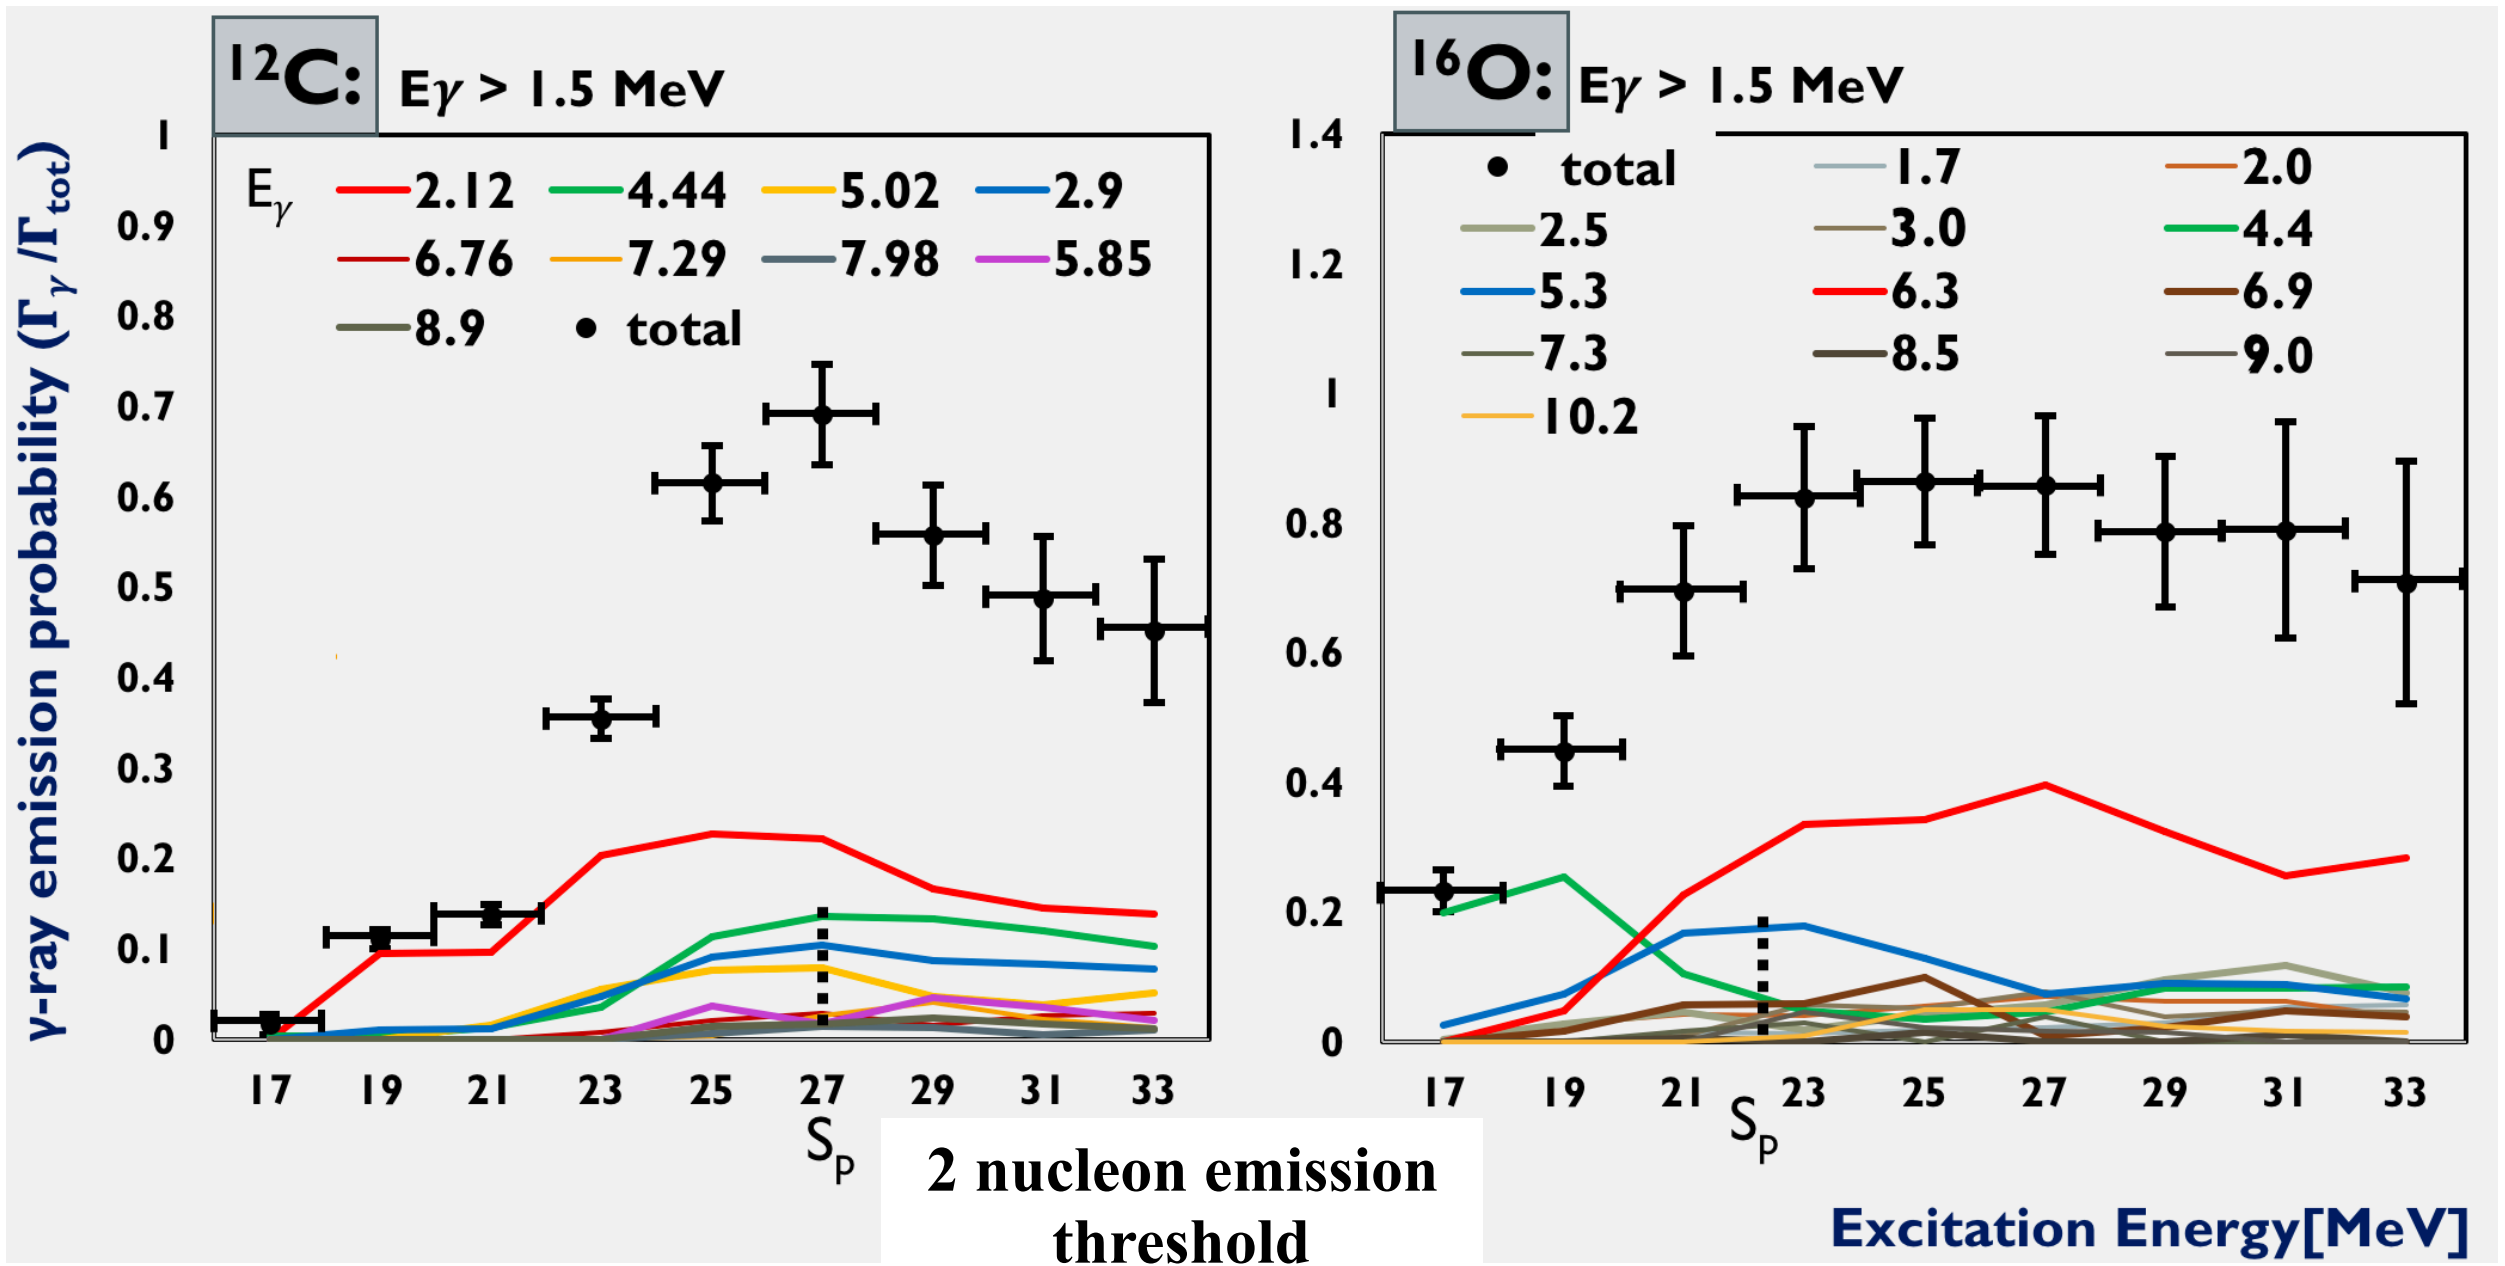 12C: Eγ > 1.5 MeV
16O: Eγ > 1.5 MeV
γ-ray emission probability (Γγ/Γtot)
1
0.9
0.8
0.7
0.6
0.5
0.4
0.3
0.2
0.1
0
Eγ 2.12 4.44 5.02 2.9
6.76 7.29 7.98 5.85
8.9 total
17 19 21 23 25 27 29 31 33
Sp
1.4
1.2
1
0.8
0.6
0.4
0.2
0
total 1.7 2.0
2.5 3.0 4.4
5.3 6.3 6.9
7.3 8.5 9.0
10.2
17 19 21 23 25 27 29 31 33
Sp
2 nucleon emission
threshold
Excitation Energy[MeV]